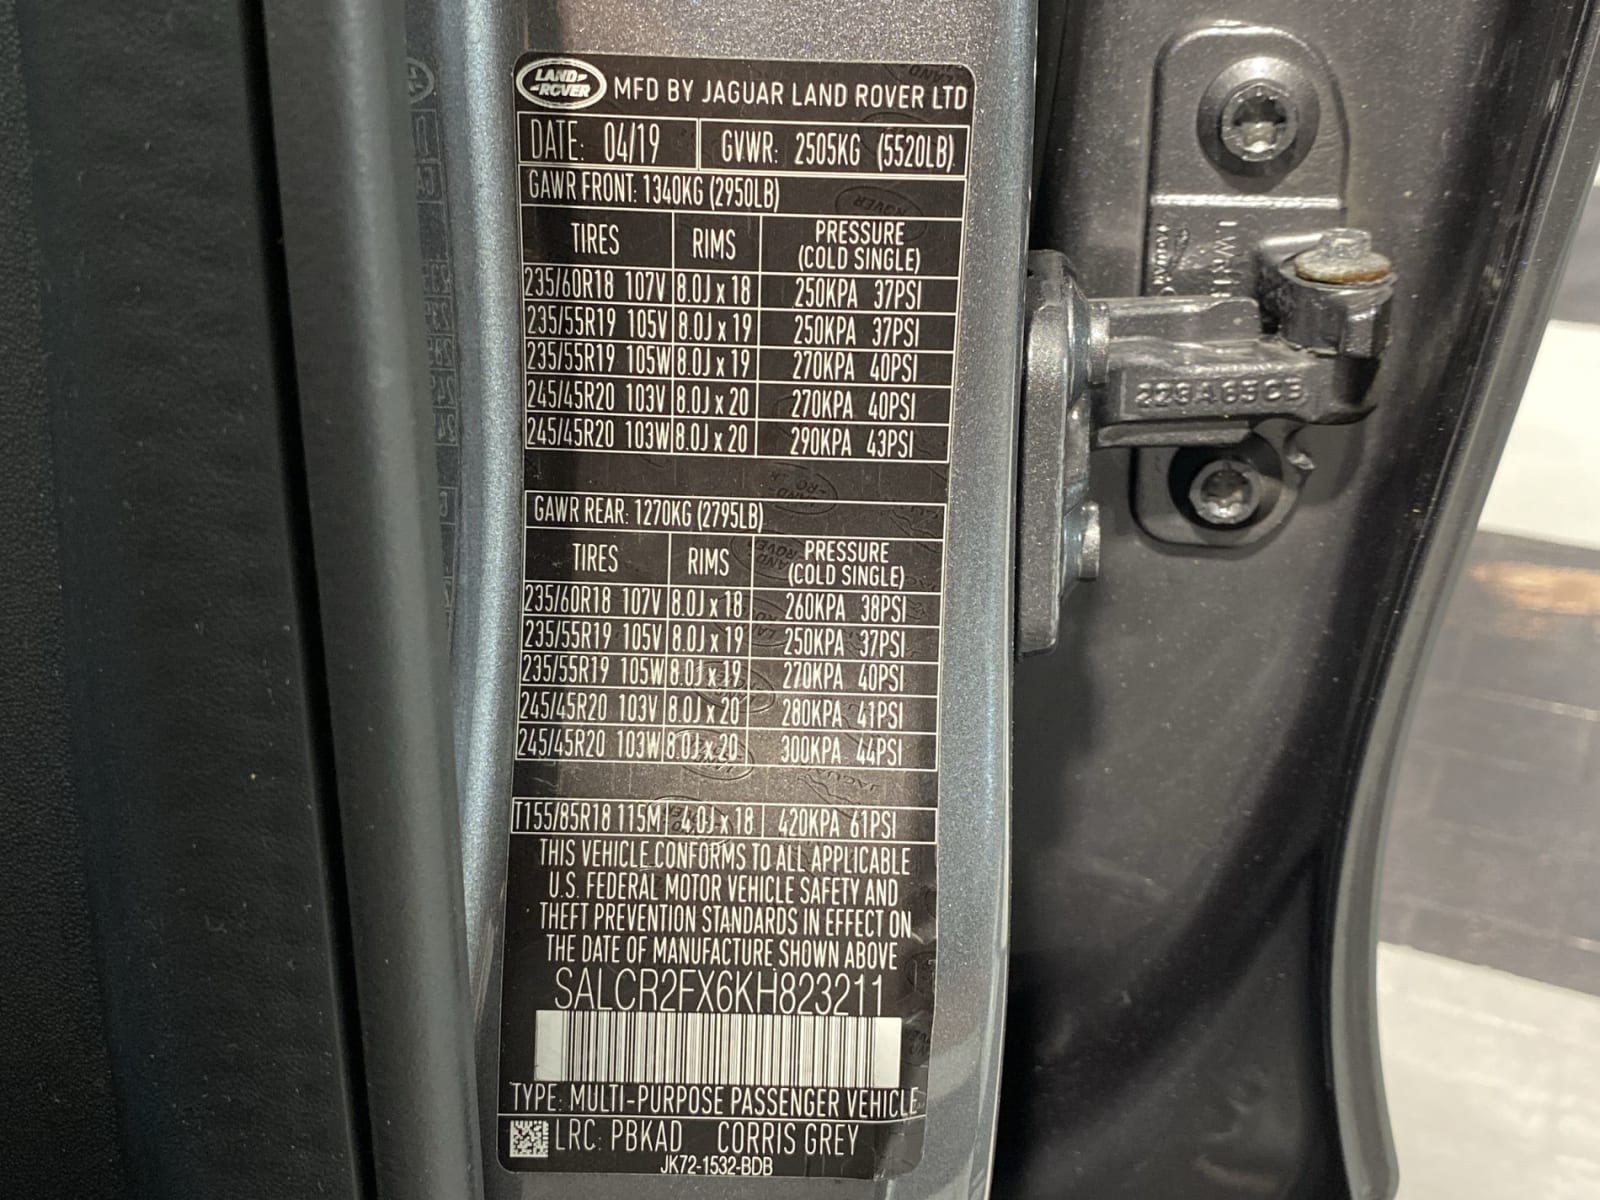 LAND ROVER MFD BY JAGUAR LAND ROVER LTD
DATE: 04/19 GVWR: 2505KG (5520LB)
GAWR FRONT: 1340KG (2950LB)
TIRES RIMS PRESSURE (COLD SINGLE)
235/60R18 107V 8.0J x 18 250KPA 37PSI
235/55R19 105V 8.0J x 19 250KPA 37PSI
235/55R19 105W 8.0J x 19 270KPA 40PSI
245/45R20 103V 8.0J x 20 270KPA 40PSI
245/45R20 103W 8.0J x 20 290KPA 43PSI
GAWR REAR: 1270KG (2795LB)
TIRES RIMS PRESSURE (COLD SINGLE)
235/60R18 107V 8.0J x 18 260KPA 38PSI
235/55R19 105V 8.0J x 19 250KPA 37PSI
235/55R19 105W 8.0J x 19 270KPA 40PSI
245/45R20 103V 8.0J x 20 280KPA 41PSI
245/45R20 103W 8.0J x 20 300KPA 44PSI
T155/85R18 115M 4.0J x 18 420KPA 61PSI
THIS VEHICLE CONFORMS TO ALL APPLICABLE
U.S. FEDERAL MOTOR VEHICLE SAFETY AND
THEFT PREVENTION STANDARDS IN EFFECT ON
THE DATE OF MANUFACTURE SHOWN ABOVE
SALCR2FX6KH823211
TYPE: MULTI-PURPOSE PASSENGER VEHICLE
LRC: PBKAD CORRIS GREY
JK72-1532-BDB